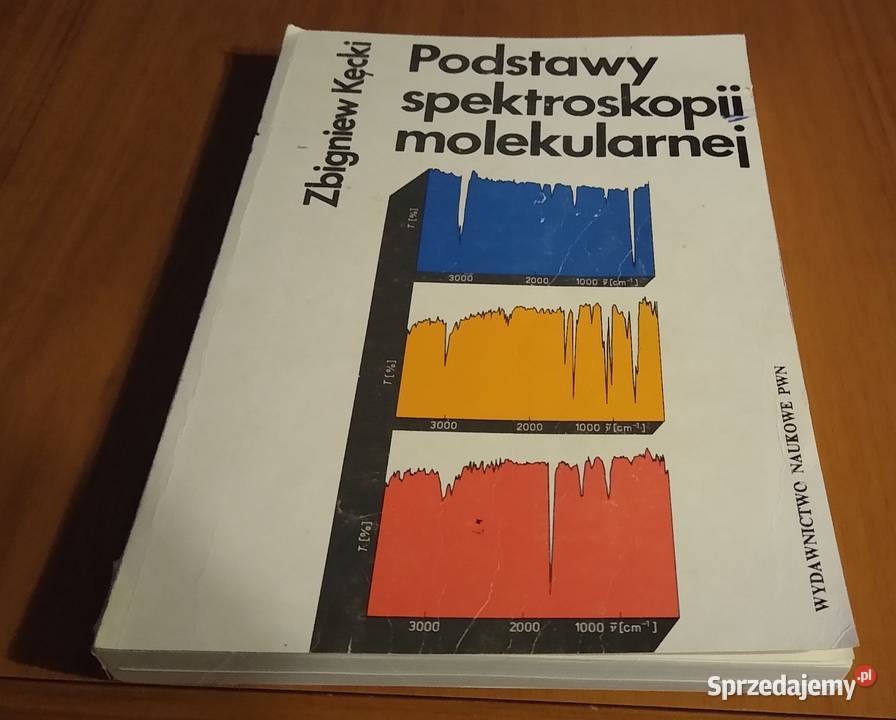 Zbigniew Kęcki
Podstawy
spektroskopii
molekularnej
T [%]
3000 2000 1000 ν̃ [cm⁻¹]
T [%]
3000 2000 1000 ν̃ [cm⁻¹]
T [%]
3000 2000 1000 ν̃ [cm⁻¹]
WYDAWNICTWO NAUKOWE PWN
Sprzedajemy.pl